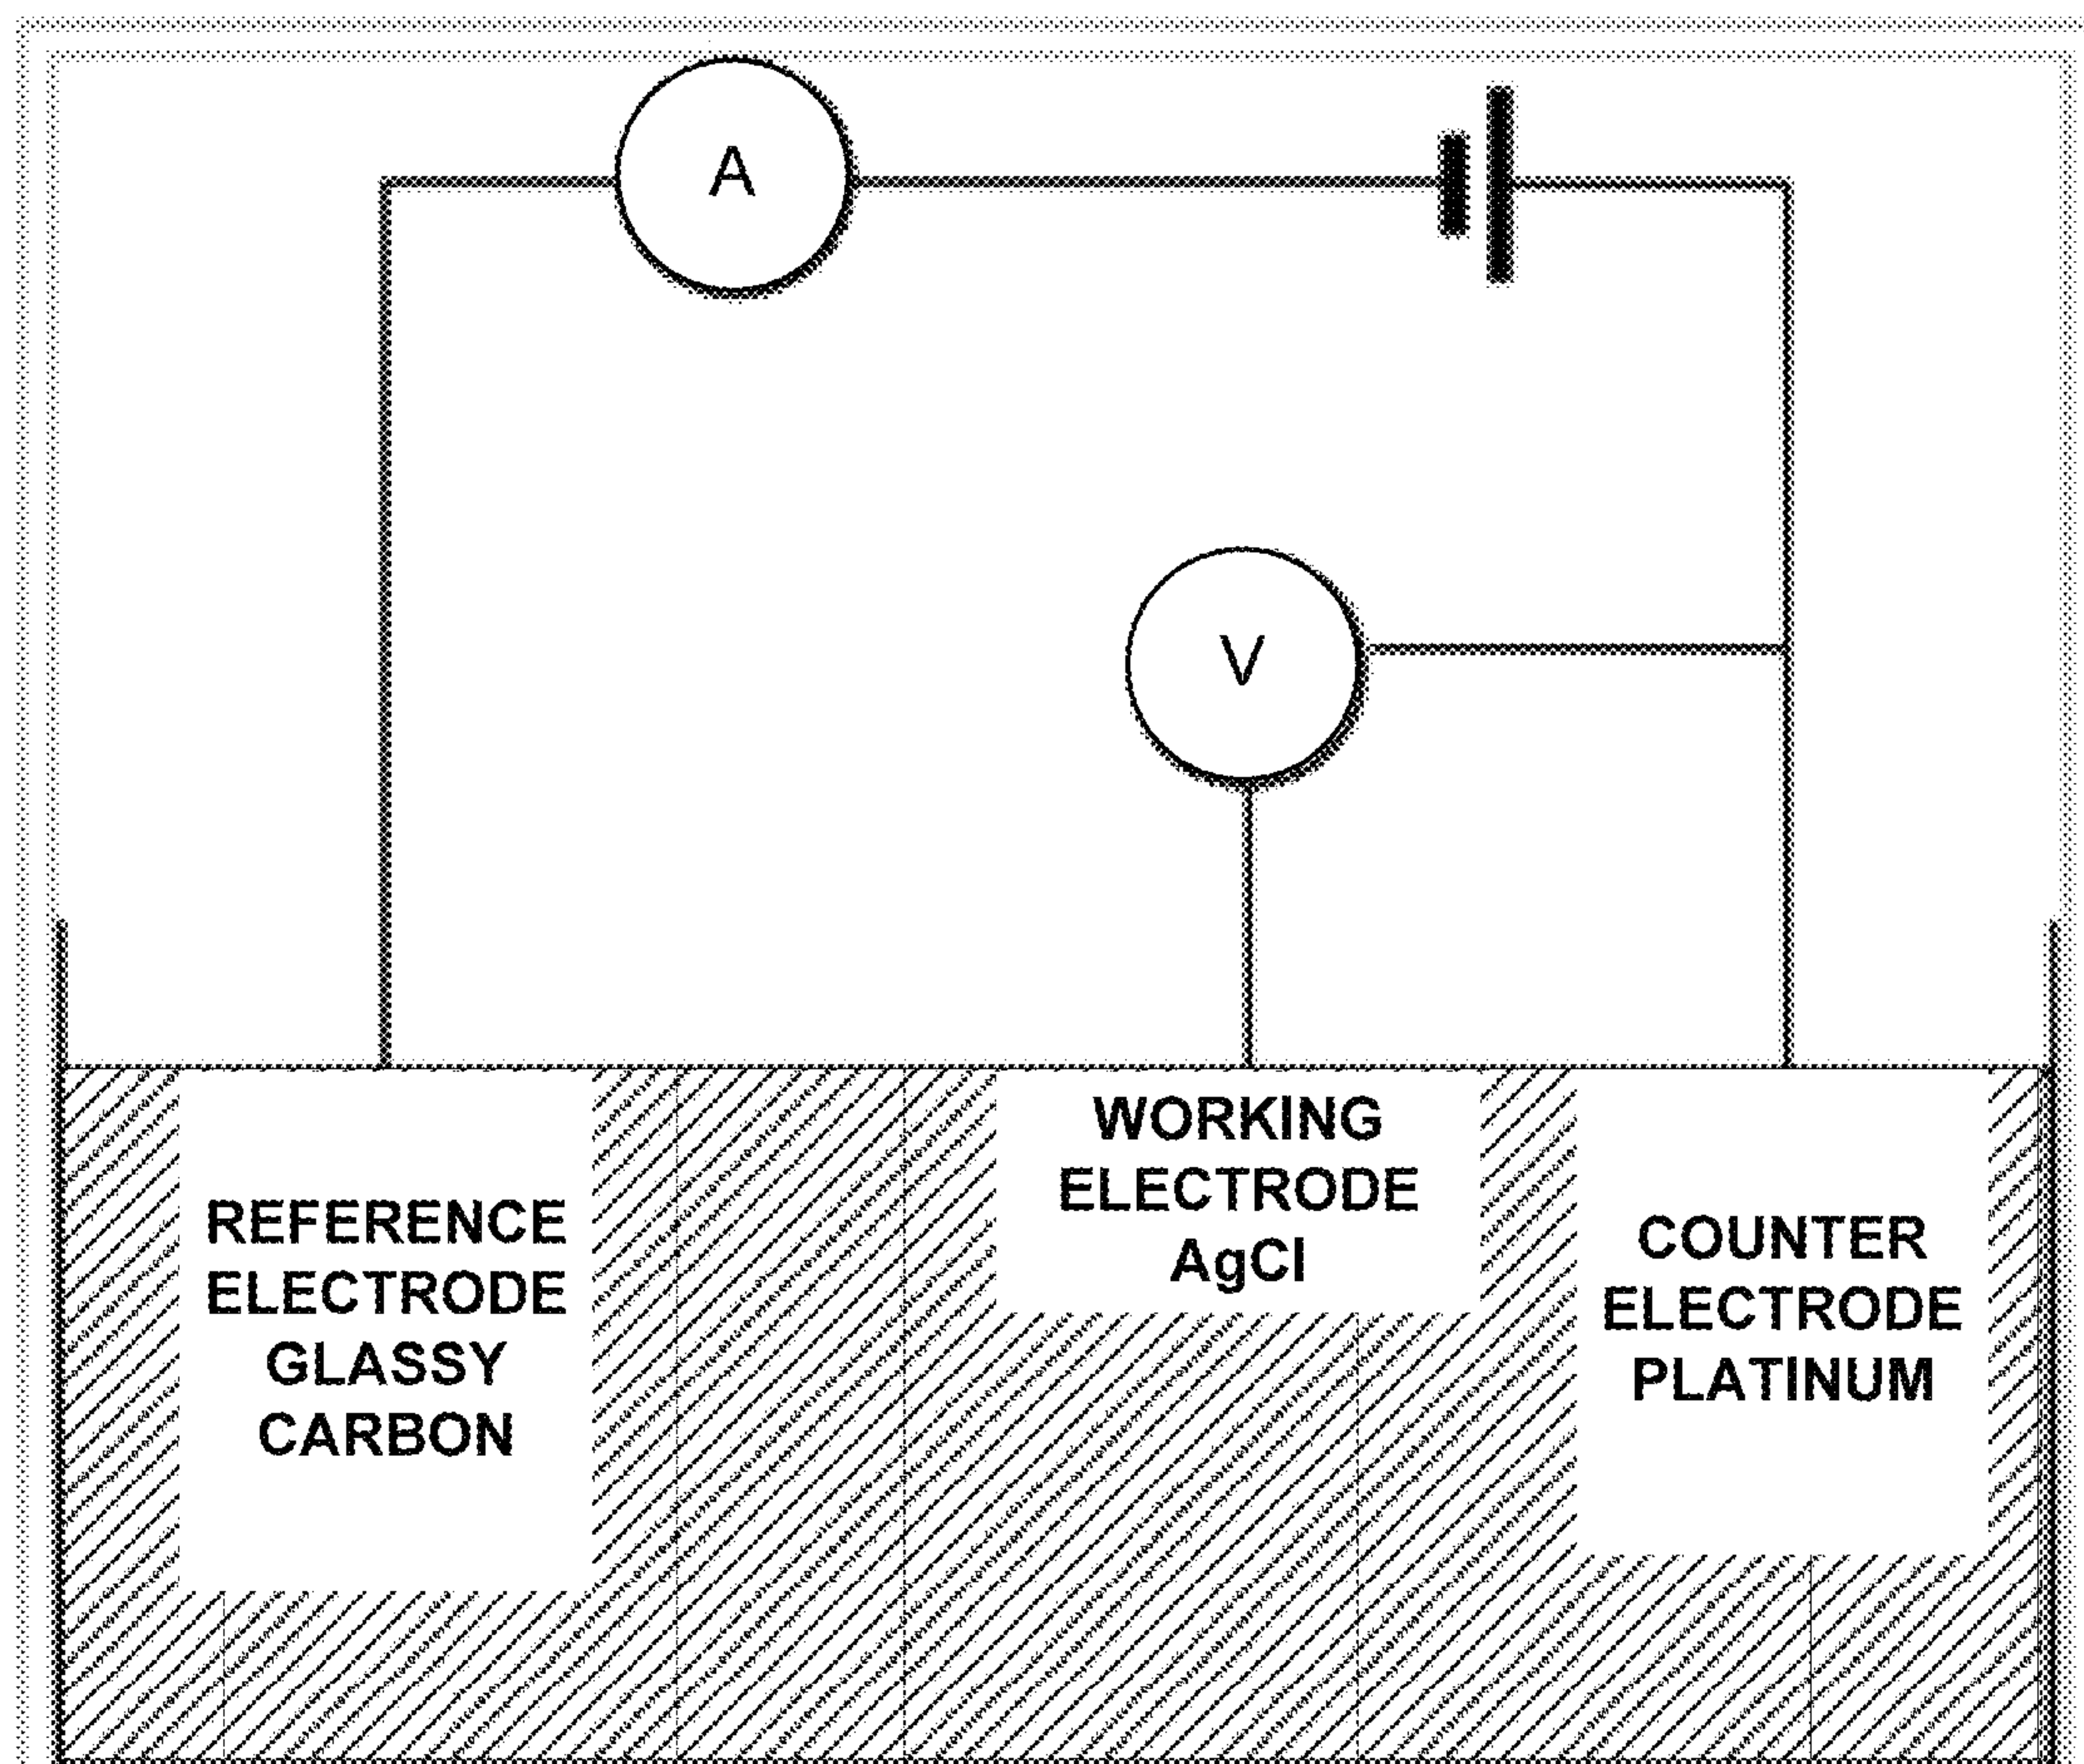 A
V
REFERENCE
ELECTRODE
GLASSY
CARBON
WORKING
ELECTRODE
AgCl
COUNTER
ELECTRODE
PLATINUM